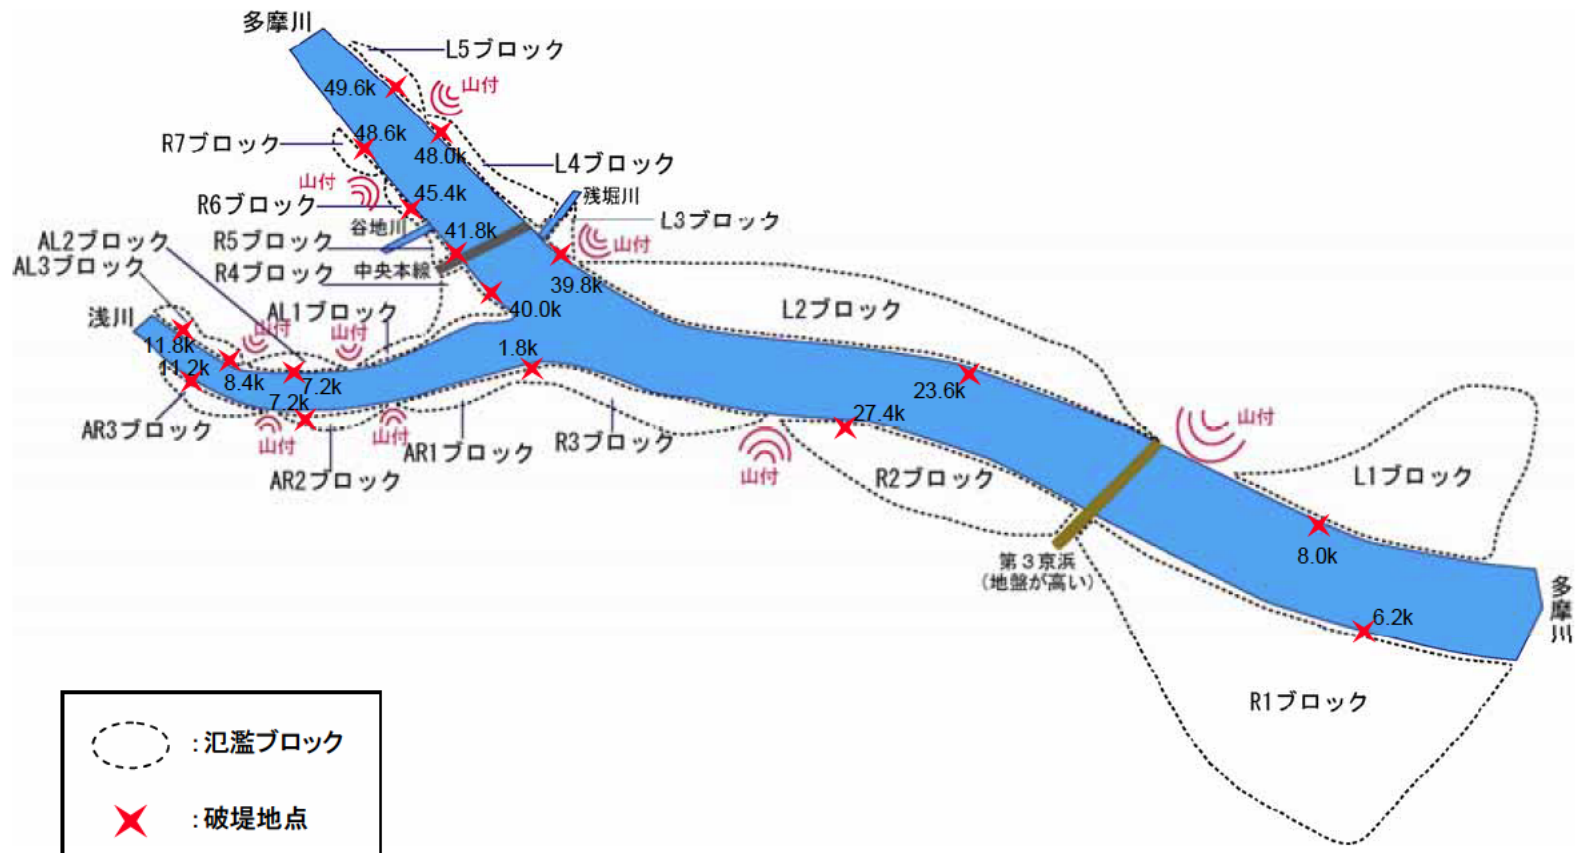 多摩川
L5ブロック
49.6k
山付
48.6k
R7ブロック
48.0k
L4ブロック
山付
45.4k
残堀川
R6ブロック
谷地川
41.8k
L3ブロック
AL2ブロック
R5ブロック
山付
AL3ブロック
R4ブロック
中央本線
39.8k
40.0k
L2ブロック
浅川
AL1ブロック
山付
山付
11.8k
1.8k
11.2k
8.4k
7.2k
7.2k
23.6k
27.4k
AR3ブロック
山付
山付
AR1ブロック
R3ブロック
山付
AR2ブロック
山付
R2ブロック
L1ブロック
第3京浜
(地盤が高い)
8.0k
多摩川
6.2k
R1ブロック
:氾濫ブロック
:破堤地点